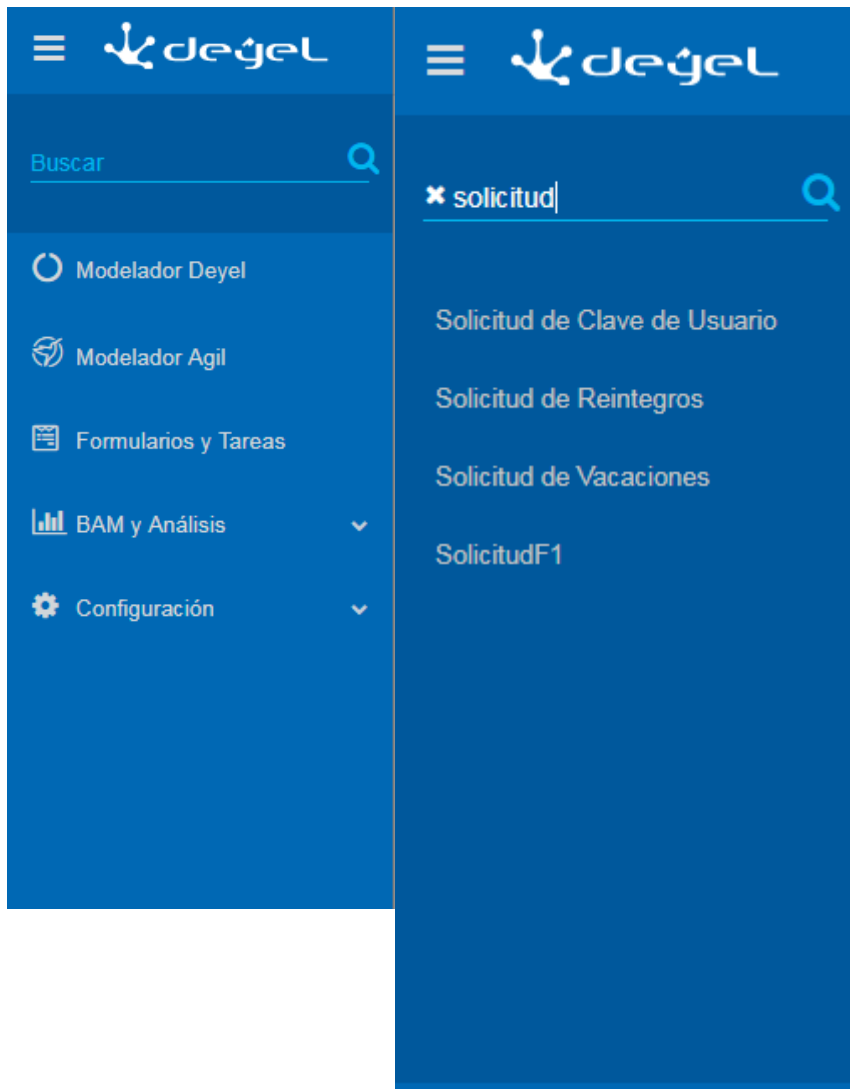 deyel
Buscar
Modelador Deyel
Modelador Agil
Formularios y Tareas
BAM y Análisis
Configuración
deyel
solicitud
Solicitud de Clave de Usuario
Solicitud de Reintegros
Solicitud de Vacaciones
SolicitudF1